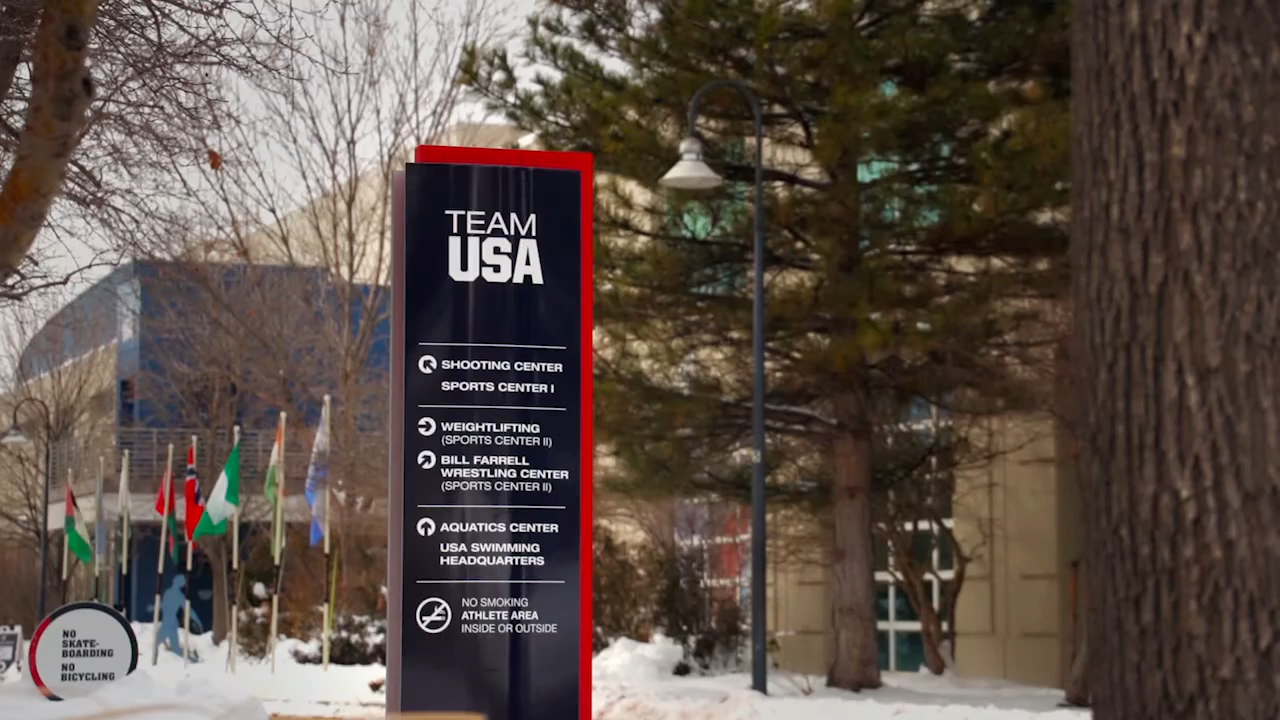 TEAM
USA
SHOOTING CENTER
SPORTS CENTER I
WEIGHTLIFTING
(SPORTS CENTER II)
BILL FARRELL
WRESTLING CENTER
(SPORTS CENTER II)
AQUATICS CENTER
USA SWIMMING
HEADQUARTERS
NO SMOKING
ATHLETE AREA
INSIDE OR OUTSIDE
NO
SKATE-
BOARDING
NO
BICYCLING